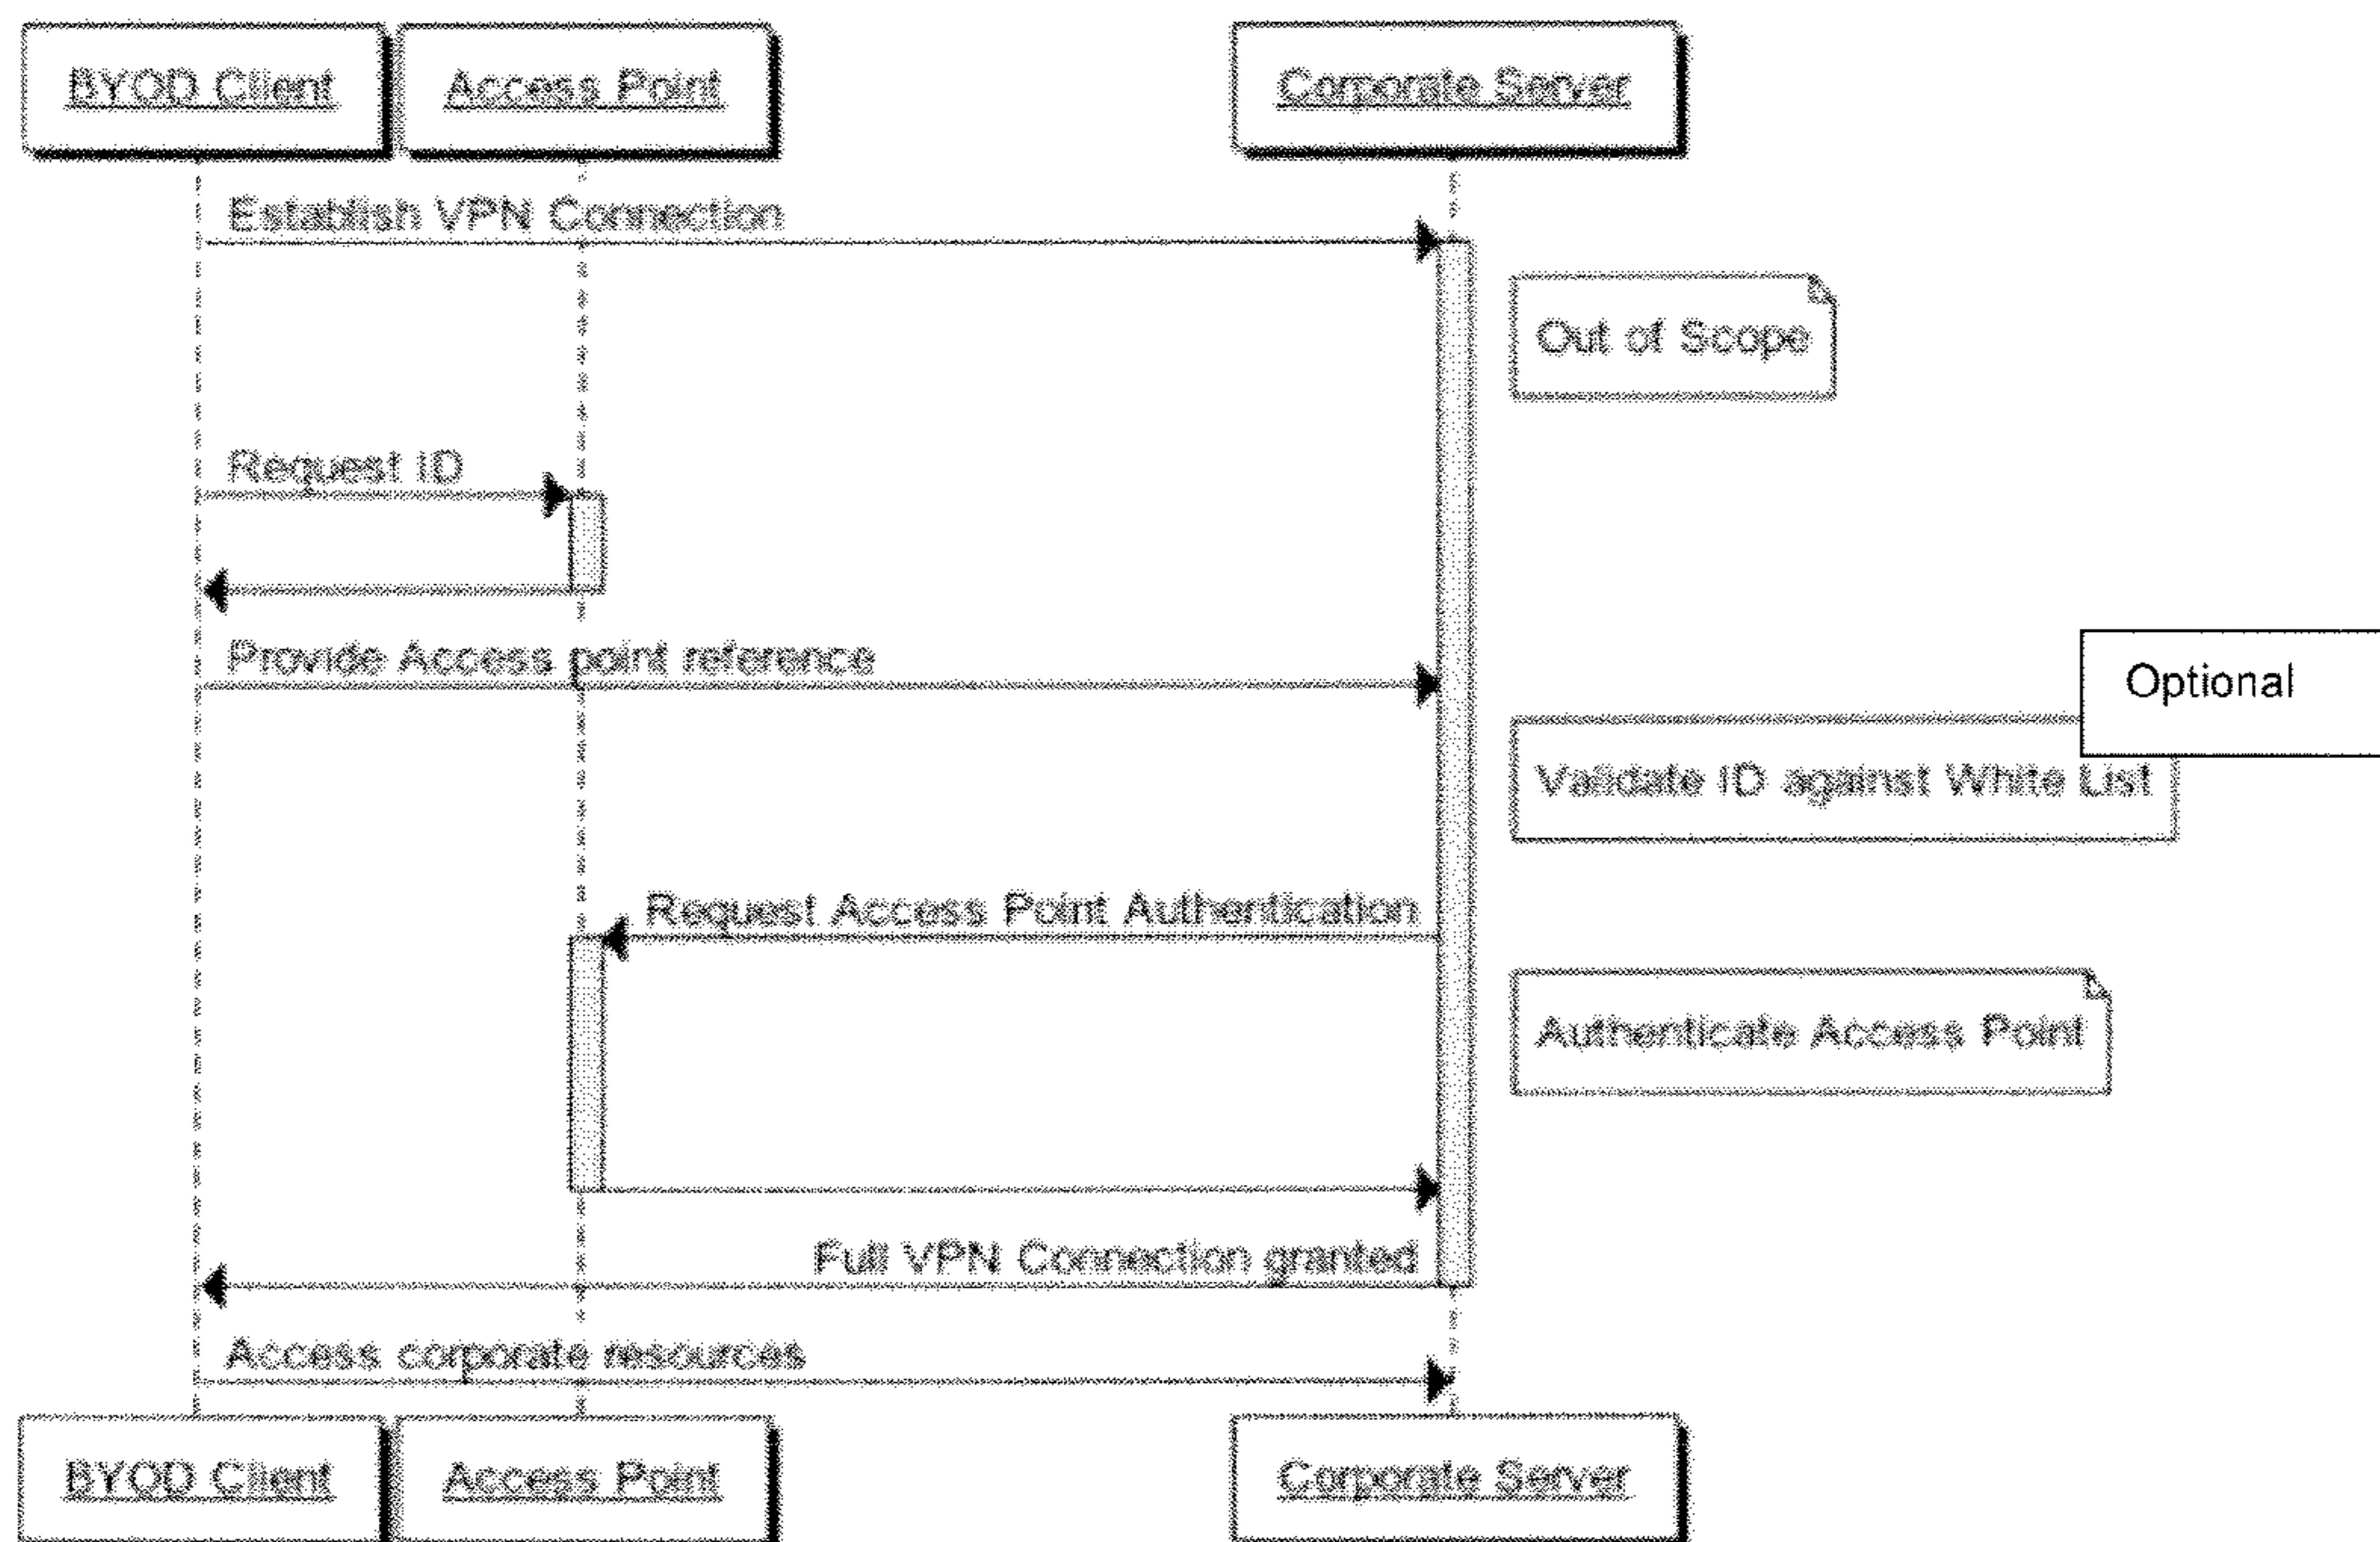 BYOD Client
Access Point
Corporate Server
Establish VPN Connection
Out of Scope
Request ID
Provide Access point reference
Optional
Validate ID against White List
Request Access Point Authentication
Authenticate Access Point
Full VPN Connection granted
Access corporate resources
BYOD Client
Access Point
Corporate Server